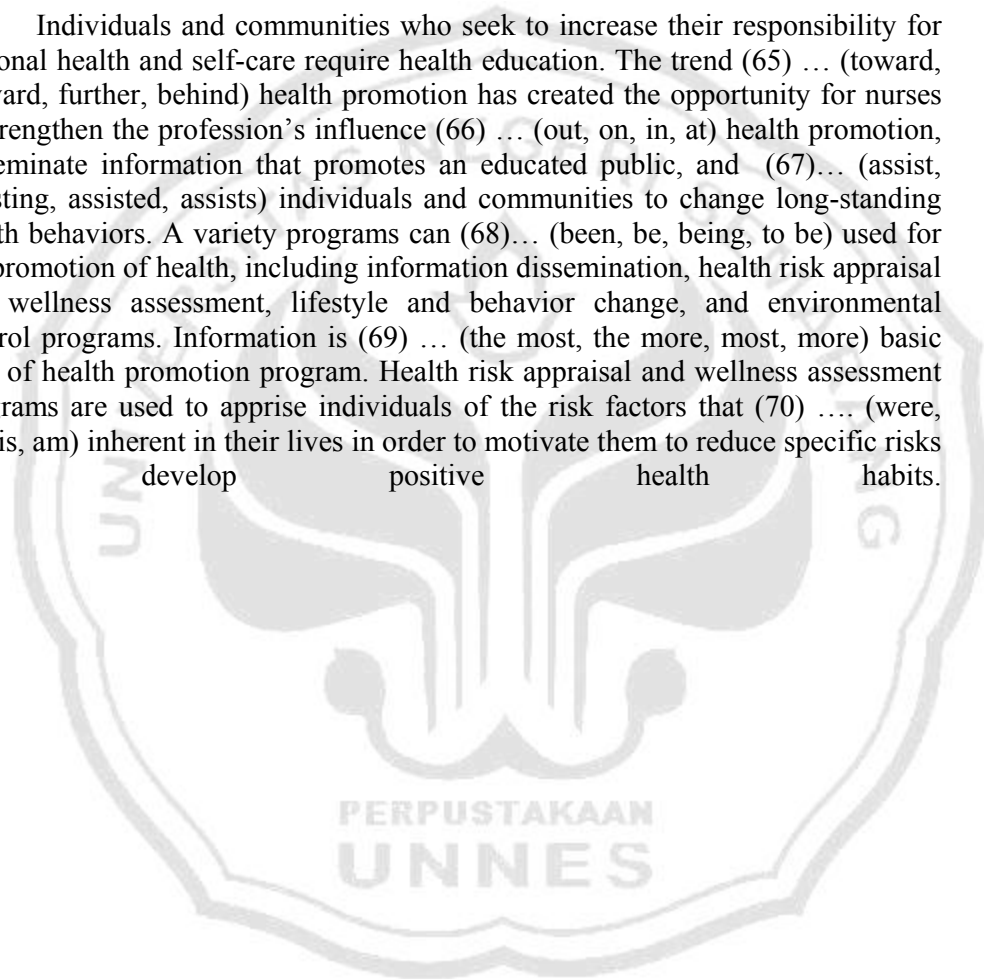 Individuals and communities who seek to increase their responsibility for
onal health and self-care require health education. The trend (65) … (toward,
ard, further, behind) health promotion has created the opportunity for nurses
rengthen the profession’s influence (66) … (out, on, in, at) health promotion,
eminate information that promotes an educated public, and (67)… (assist,
sting, assisted, assists) individuals and communities to change long-standing
th behaviors. A variety programs can (68)… (been, be, being, to be) used for
promotion of health, including information dissemination, health risk appraisal
wellness assessment, lifestyle and behavior change, and environmental
rol programs. Information is (69) … (the most, the more, most, more) basic
of health promotion program. Health risk appraisal and wellness assessment
rams are used to apprise individuals of the risk factors that (70) …. (were,
is, am) inherent in their lives in order to motivate them to reduce specific risks
develop positive health habits.
UNIVERSITAS NEGERI SEMARANG
PERPUSTAKAAN
UNNES